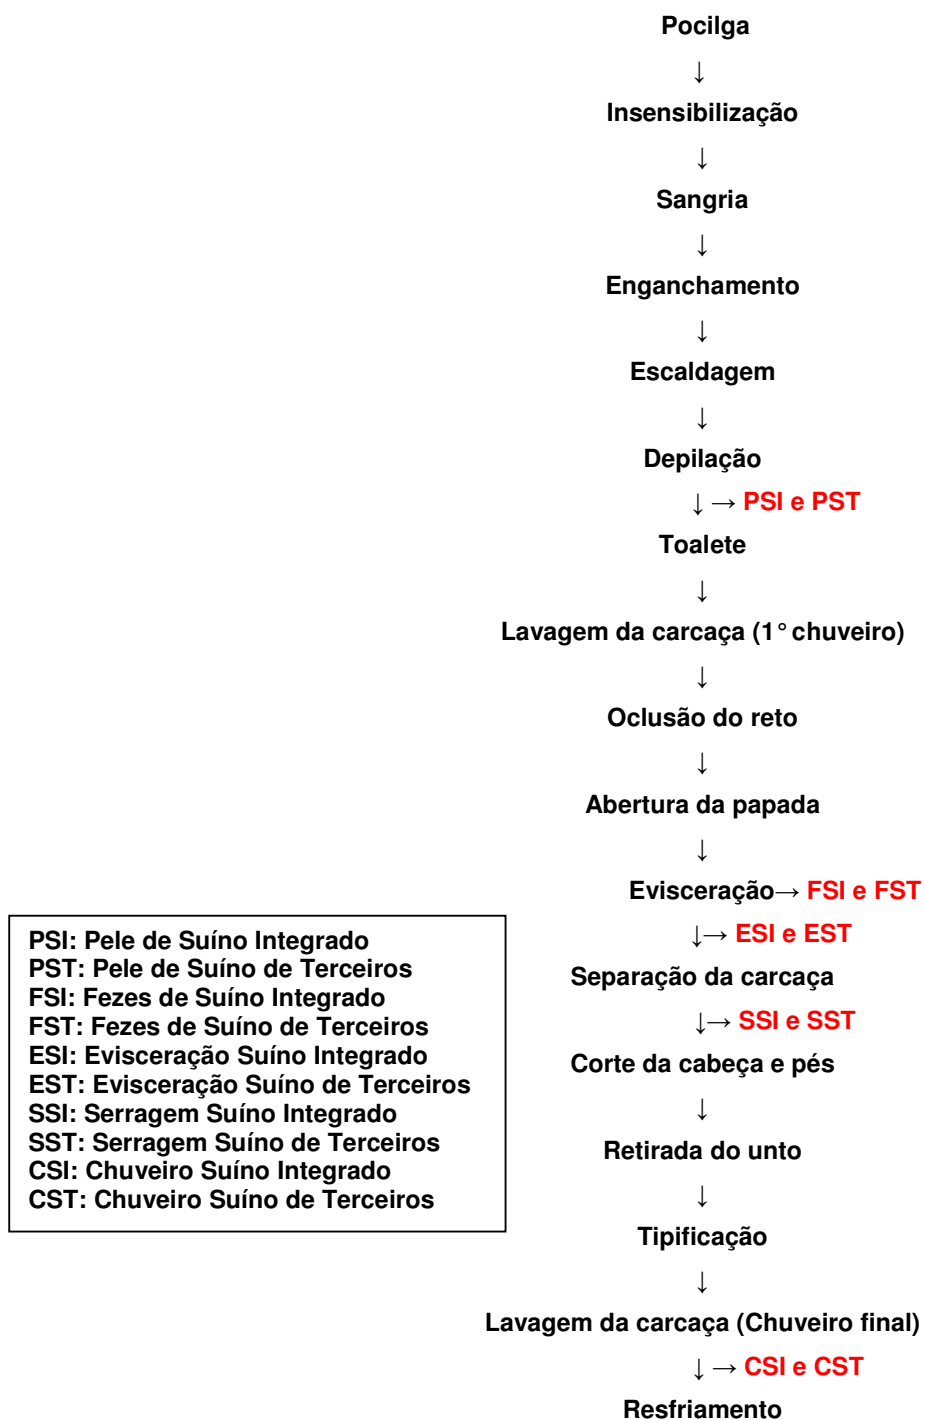 Pocilga
↓
Insensibilização
↓
Sangria
↓
Enganchamento
↓
Escaldagem
↓
Depilação
↓ → PSI e PST
Toalete
↓
Lavagem da carcaça (1° chuveiro)
↓
Oclusão do reto
↓
Abertura da papada
↓
Evisceração→ FSI e FST
↓→ ESI e EST
Separação da carcaça
↓→ SSI e SST
Corte da cabeça e pés
↓
Retirada do unto
↓
Tipificação
↓
Lavagem da carcaça (Chuveiro final)
↓ → CSI e CST
Resfriamento
PSI: Pele de Suíno Integrado
PST: Pele de Suíno de Terceiros
FSI: Fezes de Suíno Integrado
FST: Fezes de Suíno de Terceiros
ESI: Evisceração Suíno Integrado
EST: Evisceração Suíno de Terceiros
SSI: Serragem Suíno Integrado
SST: Serragem Suíno de Terceiros
CSI: Chuveiro Suíno Integrado
CST: Chuveiro Suíno de Terceiros